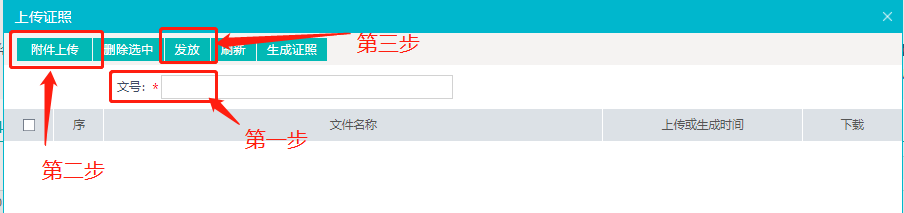 上传证照
附件上传 删除选中 发放 刷新 生成证照
第三步
文号: *
序 文件名称 上传或生成时间 下载
第一步
第二步